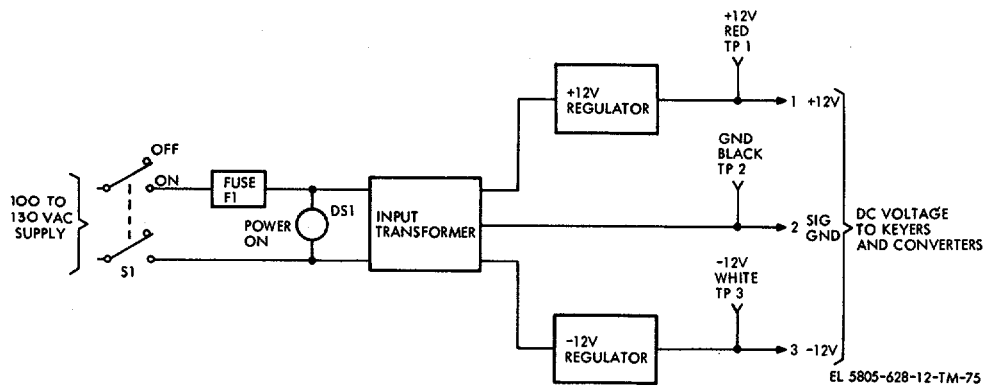 +12V
RED
TP 1
+12V
REGULATOR
1 +12V
OFF
ON
GND
BLACK
TP 2
100 TO
130 VAC
SUPPLY
FUSE
F1
DS1
POWER
ON
INPUT
TRANSFORMER
2 SIG
GND
DC VOLTAGE
TO KEYERS
AND CONVERTERS
S1
-12V
WHITE
TP 3
-12V
REGULATOR
3 -12V
EL 5805-628-12-TM-75